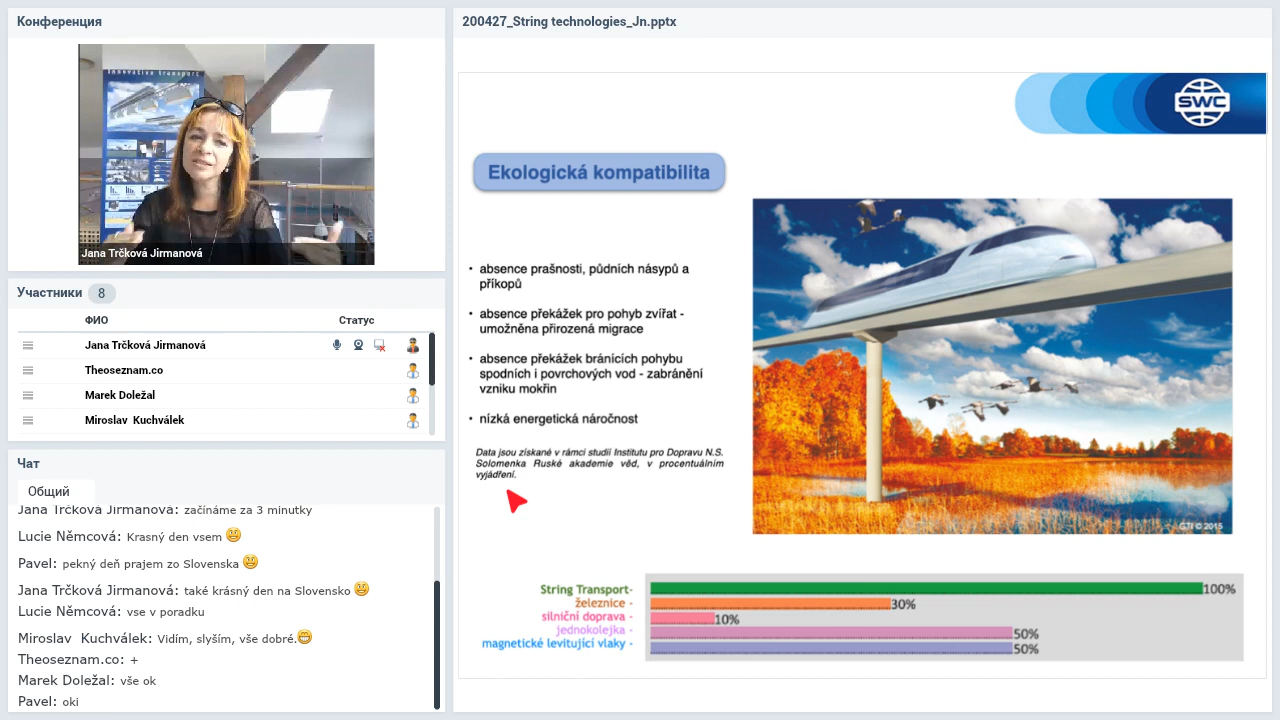 Конференция
Innovative transport
Jana Trčková Jirmanová
Участники 8
ФИО Статус
Jana Trčková Jirmanová
Theoseznam.co
Marek Doležal
Miroslav Kuchválek
Чат
Общий
Jana Trčková Jirmanová: začínáme za 3 minutky
Lucie Němcová: Krasný den vsem
Pavel: pekný deň prajem zo Slovenska
Jana Trčková Jirmanová: také krásný den na Slovensko
Lucie Němcová: vse v poradku
Miroslav Kuchválek: Vidím, slyším, vše dobré.
Theoseznam.co: +
Marek Doležal: vše ok
Pavel: oki
200427_String technologies_Jn.pptx
SWC
Ekologická kompatibilita
• absence prašnosti, půdních násypů a
příkopů
• absence překážek pro pohyb zvířat -
umožněna přirozená migrace
• absence překážek bránících pohybu
spodních i povrchových vod - zabránění
vzniku mokřin
• nízká energetická náročnost
Data jsou získané v rámci studií Institutu pro Dopravu N.S.
Solomenka Ruské akademie věd, v procentuálním
vyjádření.
GTI © 2015
String Transport- 100%
železnice - 30%
silniční doprava - 10%
jednokolejka - 50%
magnetické levitující vlaky - 50%